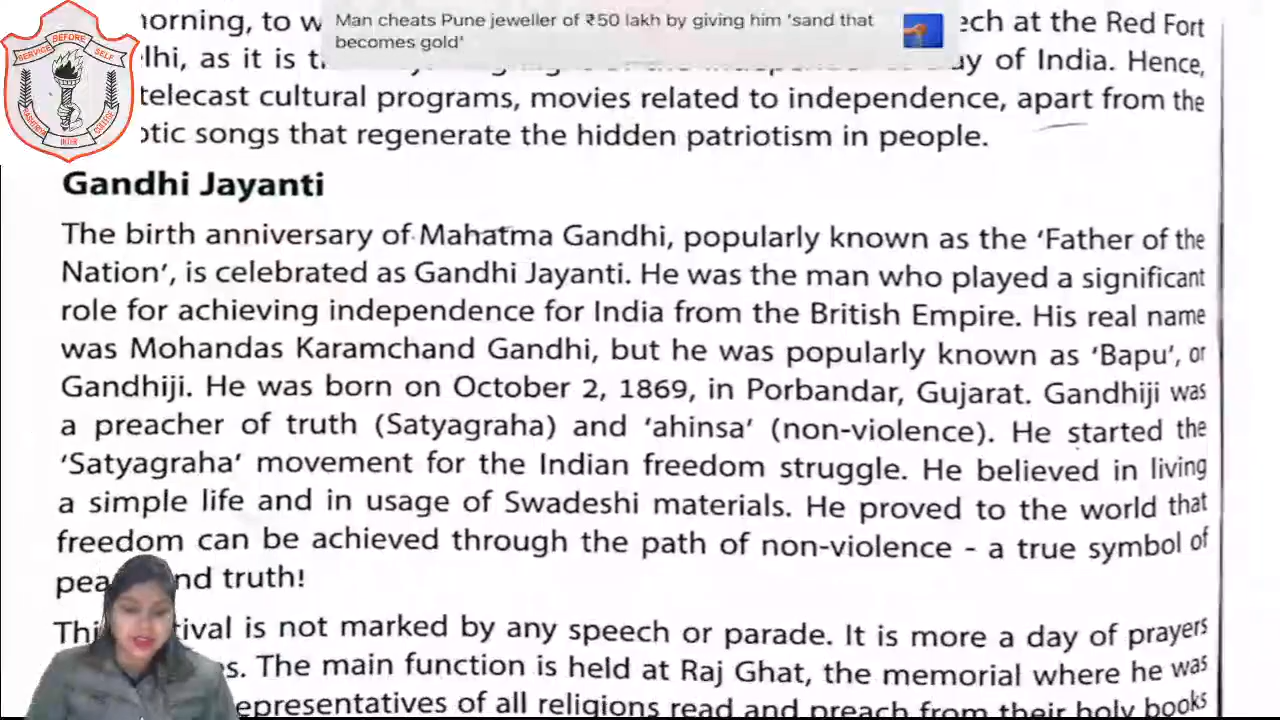 Man cheats Pune jeweller of ₹50 lakh by giving him 'sand that
becomes gold'
SERVICE BEFORE SELF
INTER COLLEGE
orning, to w ech at the Red Fort
lhi, as it is ay of India. Hence,
telecast cultural programs, movies related to independence, apart from the
otic songs that regenerate the hidden patriotism in people.
Gandhi Jayanti
The birth anniversary of Mahatma Gandhi, popularly known as the 'Father of the
Nation', is celebrated as Gandhi Jayanti. He was the man who played a significant
role for achieving independence for India from the British Empire. His real name
was Mohandas Karamchand Gandhi, but he was popularly known as 'Bapu', or
Gandhiji. He was born on October 2, 1869, in Porbandar, Gujarat. Gandhiji was
a preacher of truth (Satyagraha) and 'ahinsa' (non-violence). He started the
'Satyagraha' movement for the Indian freedom struggle. He believed in living
a simple life and in usage of Swadeshi materials. He proved to the world that
freedom can be achieved through the path of non-violence - a true symbol of
pea nd truth!
Thi ival is not marked by any speech or parade. It is more a day of prayers
s. The main function is held at Raj Ghat, the memorial where he was
epresentatives of all religions read and preach from their holy books